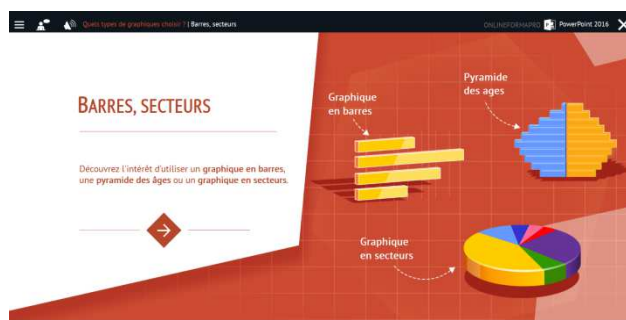 Quels types de graphiques choisir ? | Barres, secteurs
ONLINEFORMAPRO PowerPoint 2016
BARRES, SECTEURS
Découvrez l'intérêt d'utiliser un graphique en barres,
une pyramide des âges ou un graphique en secteurs.
Graphique
en barres
Pyramide
des ages
Graphique
en secteurs